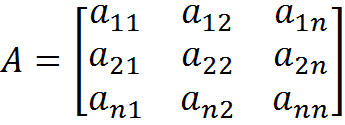 a₁₁ a₁₂ a₁ₙ
A = [a₂₁ a₂₂ a₂ₙ]
aₙ₁ aₙ₂ aₙₙ